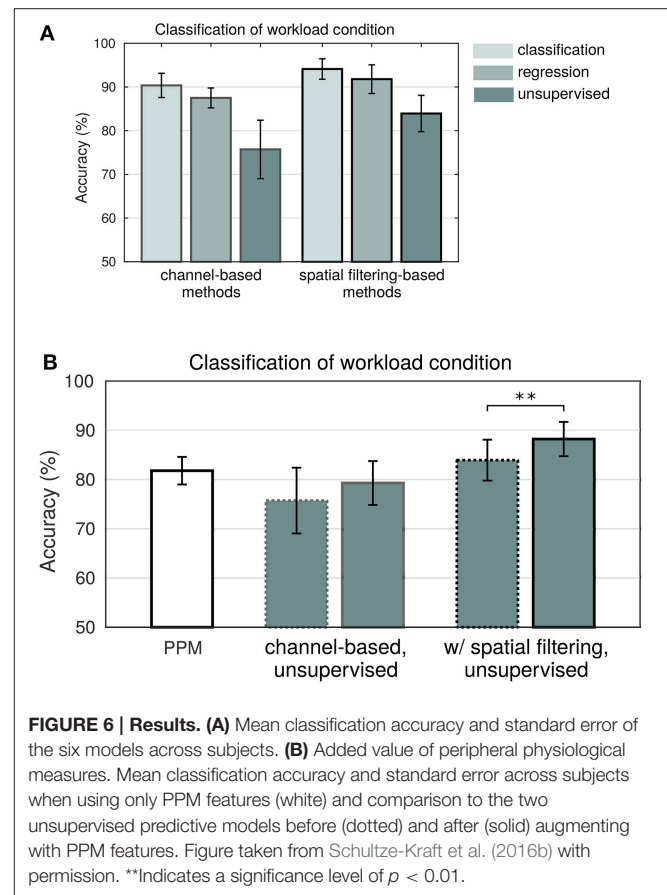 A
Classification of workload condition
100
90
80
70
60
50
Accuracy (%)
channel-based
methods
spatial filtering-based
methods
classification
regression
unsupervised
B
Classification of workload condition
100
90
80
70
60
50
Accuracy (%)
**
PPM
channel-based,
unsupervised
w/ spatial filtering,
unsupervised
FIGURE 6 | Results. (A) Mean classification accuracy and standard error of
the six models across subjects. (B) Added value of peripheral physiological
measures. Mean classification accuracy and standard error across subjects
when using only PPM features (white) and comparison to the two
unsupervised predictive models before (dotted) and after (solid) augmenting
with PPM features. Figure taken from Schultze-Kraft et al. (2016b) with
permission. **Indicates a significance level of p < 0.01.